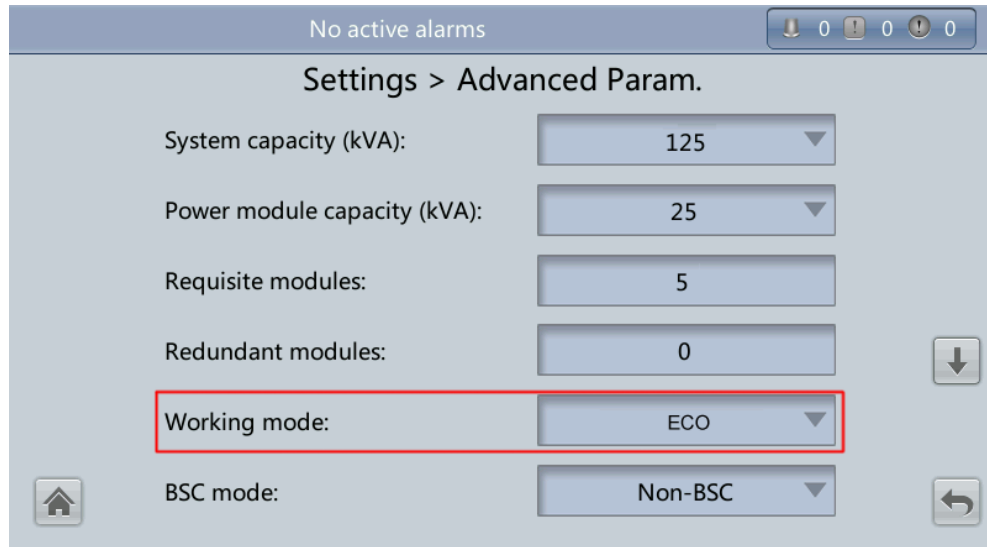 No active alarms 0 0 0
Settings > Advanced Param.
System capacity (kVA): 125
Power module capacity (kVA): 25
Requisite modules: 5
Redundant modules: 0
Working mode: ECO
BSC mode: Non-BSC